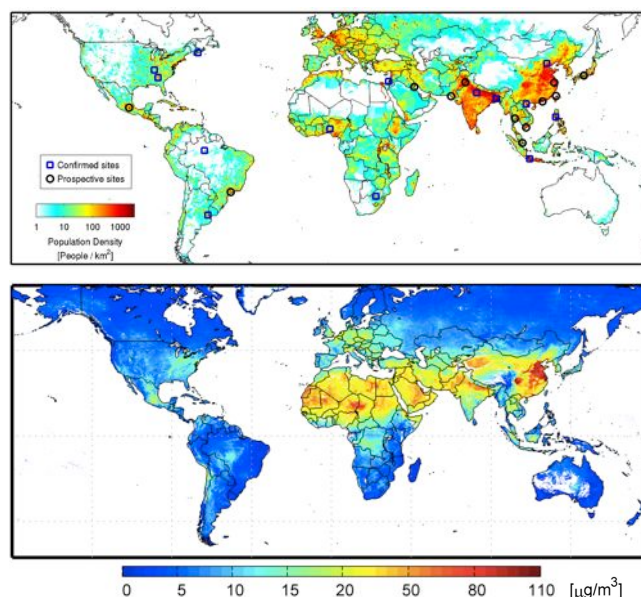 Confirmed sites
Prospective sites
1 10 100 1000
Population Density
[People / km²]
0 5 10 15 20 50 80 110 [µg/m³]